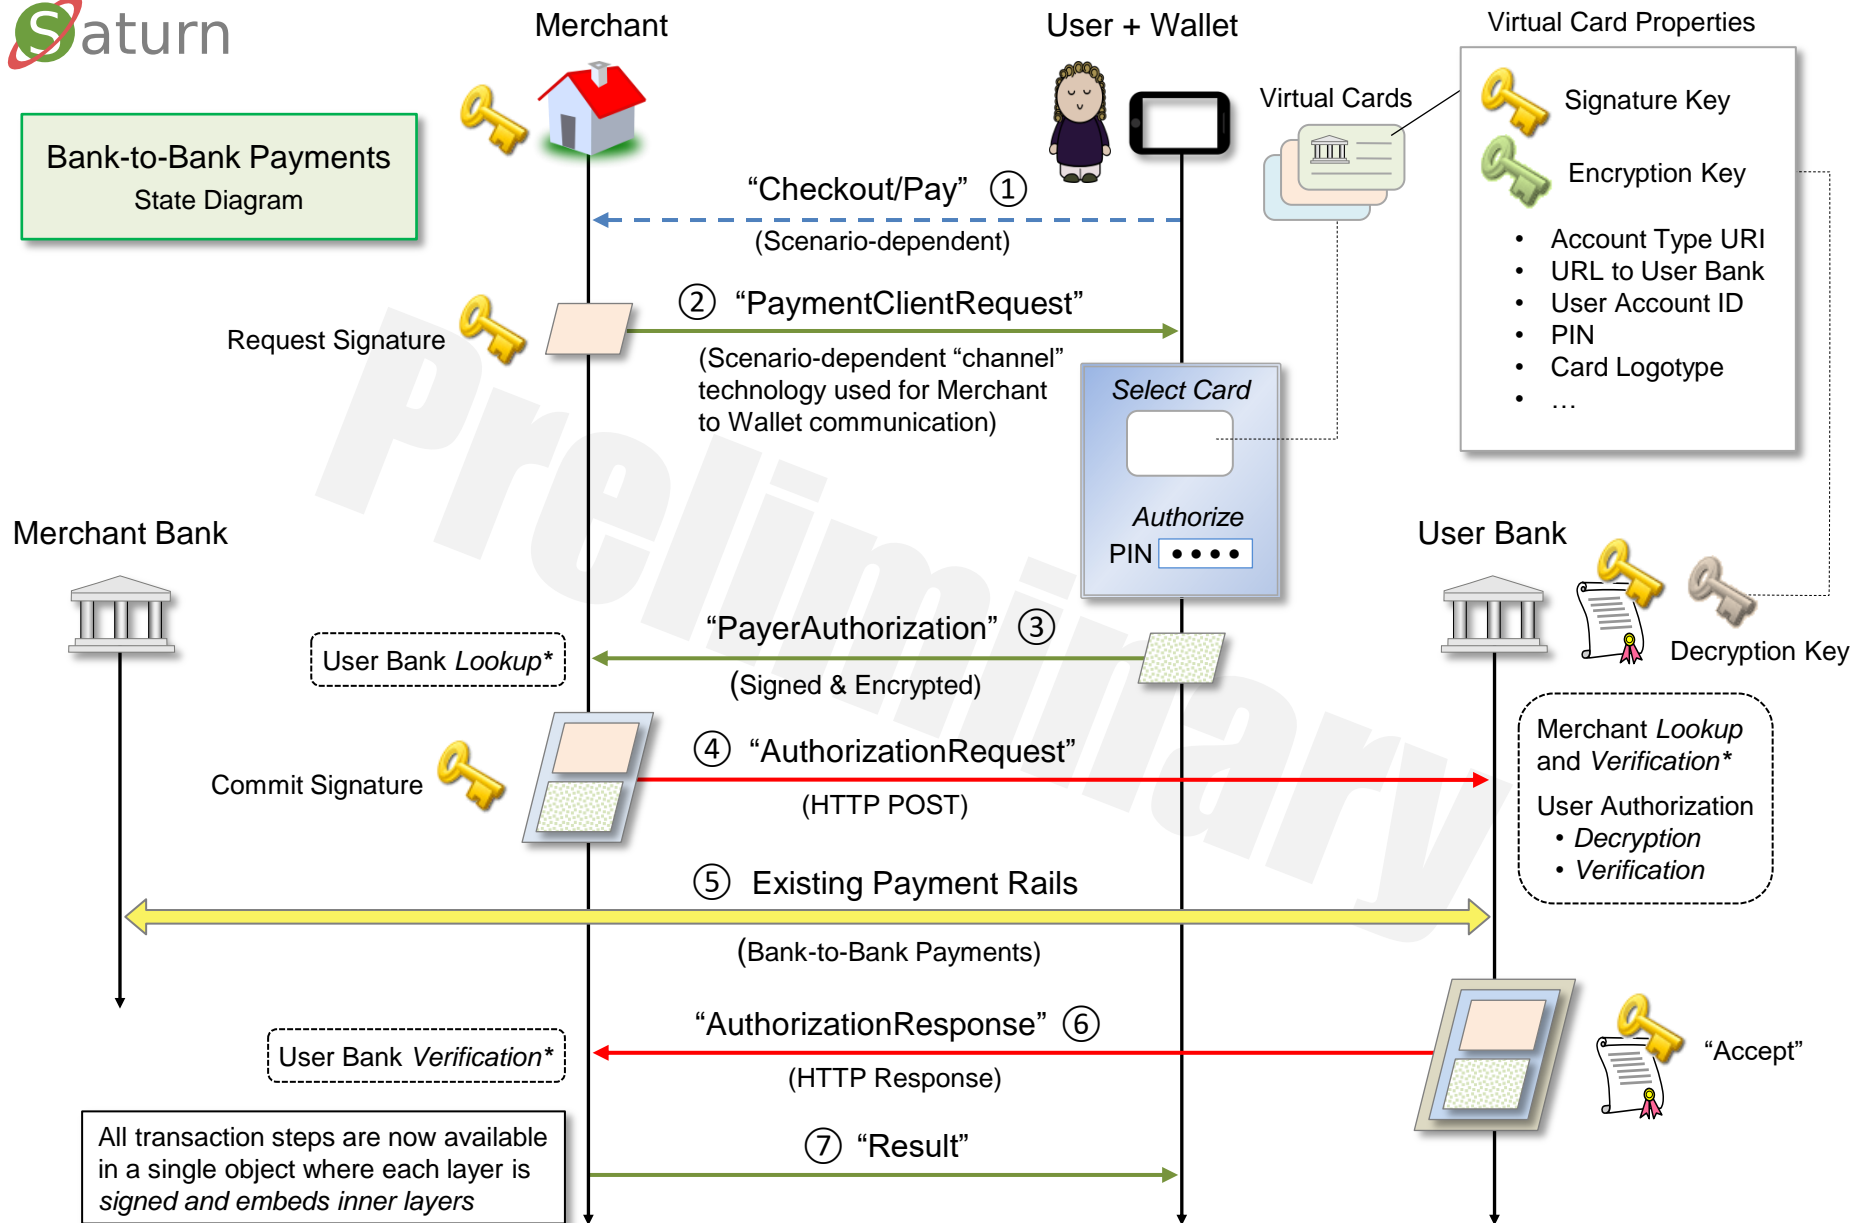 Saturn
Merchant
User + Wallet
Virtual Card Properties
Bank-to-Bank Payments
State Diagram
Virtual Cards
Signature Key
Encryption Key
• Account Type URI
• URL to User Bank
• User Account ID
• PIN
• Card Logotype
• …
“Checkout/Pay” ①
(Scenario-dependent)
② “PaymentClientRequest”
Request Signature
(Scenario-dependent “channel”
technology used for Merchant
to Wallet communication)
Select Card
Authorize
PIN ••••
Preliminary
Merchant Bank
User Bank
Decryption Key
“PayerAuthorization” ③
User Bank Lookup*
(Signed & Encrypted)
Merchant Lookup
and Verification*
User Authorization
• Decryption
• Verification
④ “AuthorizationRequest”
Commit Signature
(HTTP POST)
⑤ Existing Payment Rails
(Bank-to-Bank Payments)
“AuthorizationResponse” ⑥
User Bank Verification*
(HTTP Response)
“Accept”
All transaction steps are now available
in a single object where each layer is
signed and embeds inner layers
⑦ “Result”